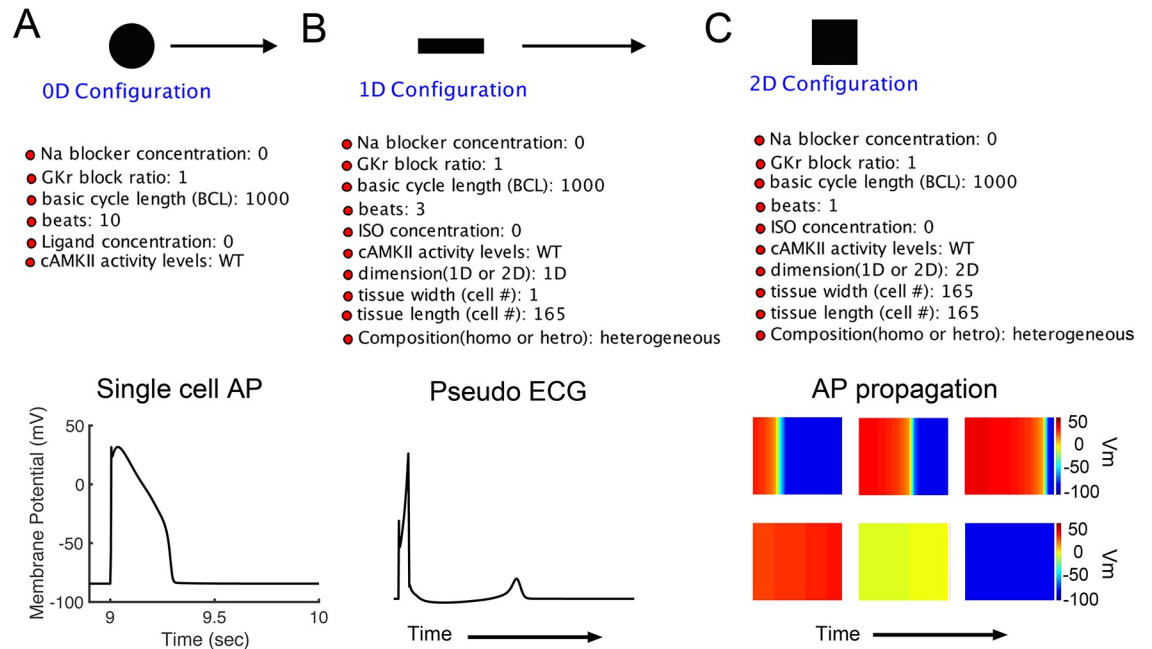 A
0D Configuration
Na blocker concentration: 0
GKr block ratio: 1
basic cycle length (BCL): 1000
beats: 10
Ligand concentration: 0
cAMKII activity levels: WT
Single cell AP
Membrane Potential (mV)
50
0
-50
-100
9
9.5
10
Time (sec)
B
1D Configuration
Na blocker concentration: 0
GKr block ratio: 1
basic cycle length (BCL): 1000
beats: 3
ISO concentration: 0
cAMKII activity levels: WT
dimension(1D or 2D): 1D
tissue width (cell #): 1
tissue length (cell #): 165
Composition(homo or hetro): heterogeneous
Pseudo ECG
Time
C
2D Configuration
Na blocker concentration: 0
GKr block ratio: 1
basic cycle length (BCL): 1000
beats: 1
ISO concentration: 0
cAMKII activity levels: WT
dimension(1D or 2D): 2D
tissue width (cell #): 165
tissue length (cell #): 165
Composition(homo or hetro): heterogeneous
AP propagation
50
0
-50
-100
Vm
50
0
-50
-100
Vm
Time